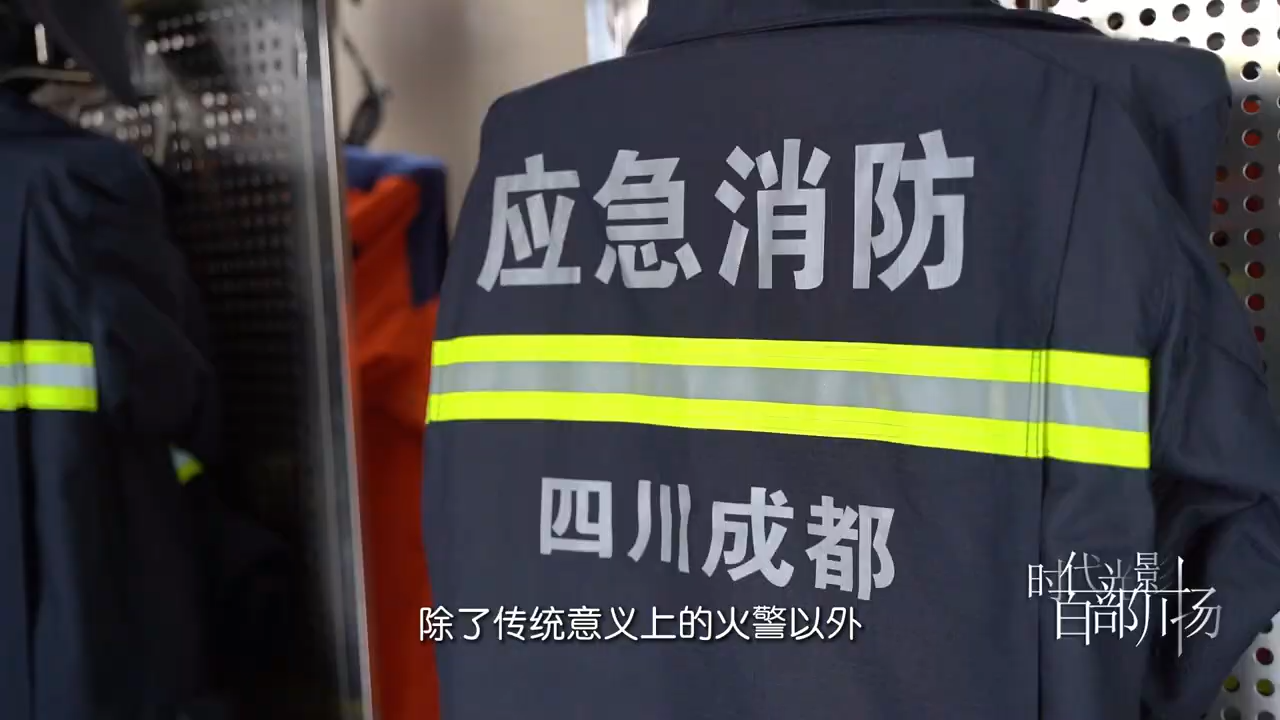 应急消防
四川成都
除了传统意义上的火警以外
时代光影
百部川扬